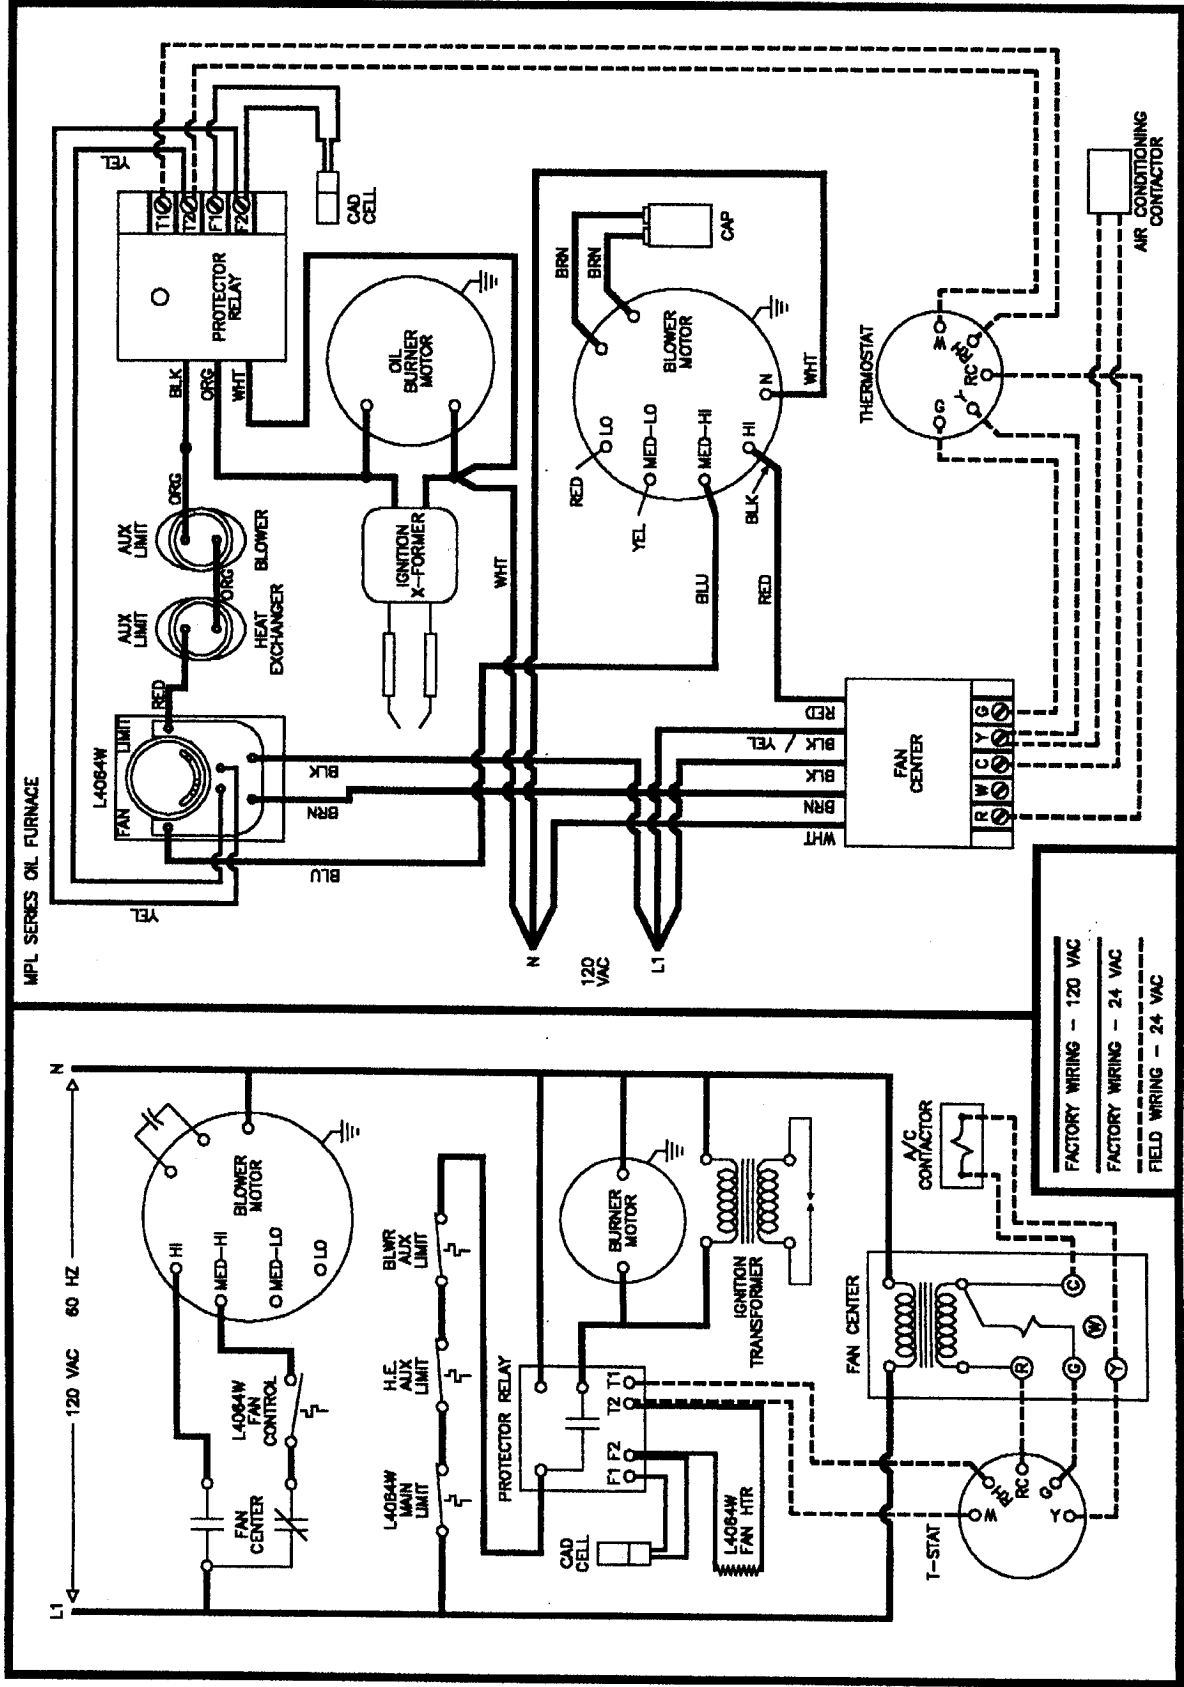 MPL SERIES OIL FURNACE
L4064W
FAN
LIMIT
RED
AUX
LIMIT
HEAT
EXCHANGER
ORG
AUX
LIMIT
BLOWER
ORG
BLK
ORG
WHT
PROTECTOR
RELAY
T1
T2
F1
F2
YEL
YEL
CAD
CELL
BLU
BRN
BLK
IGNITION
X-FORMER
OIL
BURNER
MOTOR
WHT
N
120
VAC
L1
BLU
RED
BLK
RED
LO
YEL
MED-LO
MED-HI
HI
N
WHT
BLOWER
MOTOR
BRN
BRN
CAP
WHT
BRN
BLK
BLK
YEL /
RED
FAN
CENTER
R
W
C
Y
G
THERMOSTAT
G
Y
RC
RH
W
AIR CONDITIONING
CONTACTOR
FACTORY WIRING - 120 VAC
FACTORY WIRING - 24 VAC
FIELD WIRING - 24 VAC
L1
120 VAC 60 HZ
N
FAN
CENTER
L4064W
FAN
CONTROL
HI
MED-HI
MED-LO
LO
BLOWER
MOTOR
L4064W
MAIN
LIMIT
H.E.
AUX
LIMIT
BLWR
AUX
LIMIT
PROTECTOR RELAY
F1
F2
T2
T1
CAD
CELL
L4064W
FAN HTR
BURNER
MOTOR
IGNITION
TRANSFORMER
FAN CENTER
R
G
Y
W
C
A/C
CONTACTOR
T-STAT
W
RH
RC
G
Y